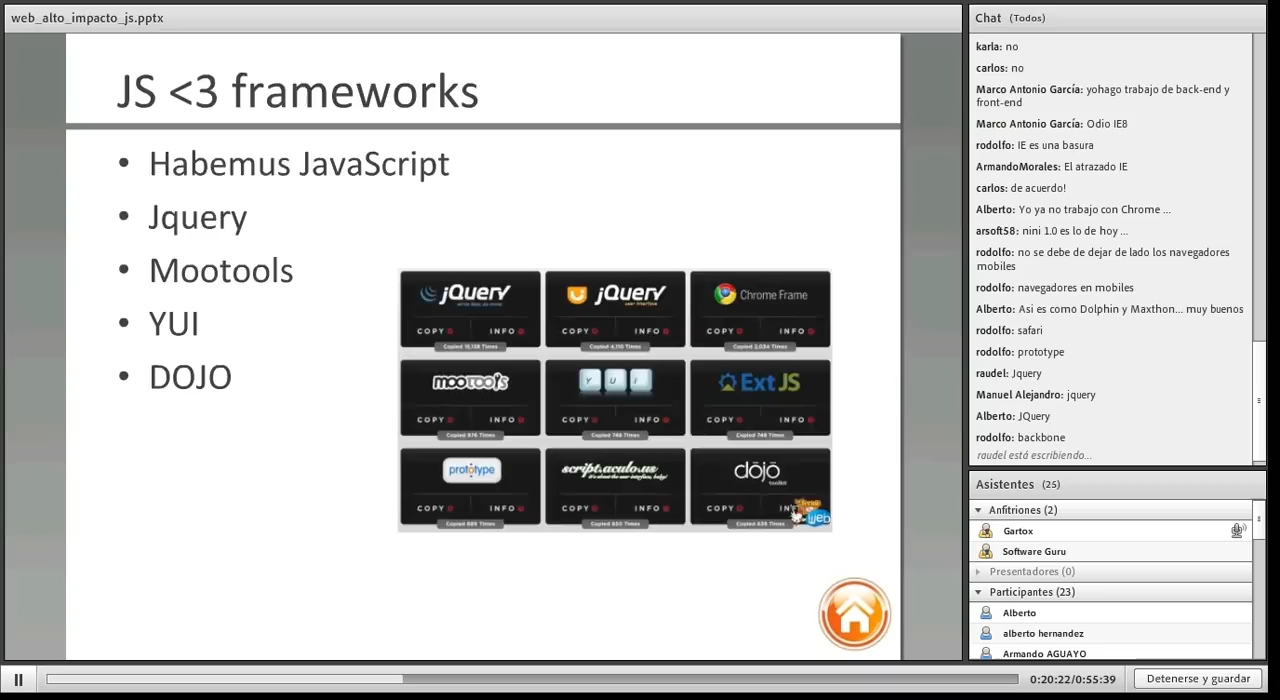 web_alto_impacto_js.pptx
JS <3 frameworks
• Habemus JavaScript
• Jquery
• Mootools
• YUI
• DOJO
jQuery
jQuery
Chrome Frame
COPY INFO
COPY INFO
COPY INFO
mootools
Y U I
Ext JS
COPY INFO
COPY INFO
COPY INFO
prototype
script.aculo.us
dōjō
toolkit
COPY INFO
COPY INFO
COPY
web
Chat (Todos)
karla: no
carlos: no
Marco Antonio García: yohago trabajo de back-end y
front-end
Marco Antonio García: Odio IE8
rodolfo: IE es una basura
ArmandoMorales: El atrazado IE
carlos: de acuerdo!
Alberto: Yo ya no trabajo con Chrome ...
arsoft58: nini 1.0 es lo de hoy ...
rodolfo: no se debe de dejar de lado los navegadores
mobiles
rodolfo: navegadores en mobiles
Alberto: Asi es como Dolphin y Maxthon... muy buenos
rodolfo: safari
rodolfo: prototype
raudel: Jquery
Manuel Alejandro: jquery
Alberto: JQuery
rodolfo: backbone
raudel está escribiendo...
Asistentes (25)
Anfitriones (2)
Gartox
Software Guru
Presentadores (0)
Participantes (23)
Alberto
alberto hernandez
Armando AGUAYO
0:20:22/0:55:39
Detenerse y guardar